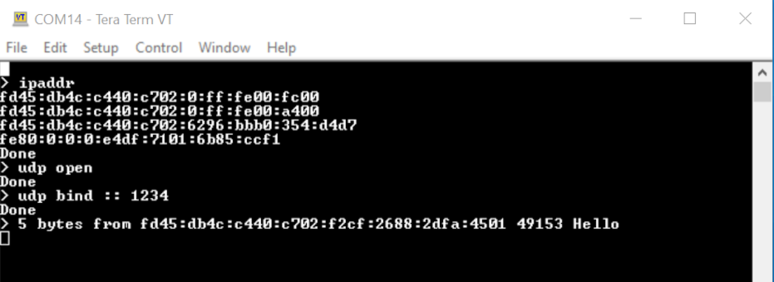 COM14 - Tera Term VT
File Edit Setup Control Window Help
> ipaddr
fd45:db4c:c440:c702:0:ff:fe00:fc00
fd45:db4c:c440:c702:0:ff:fe00:a400
fd45:db4c:c440:c702:6296:bbb0:354:d4d7
fe80:0:0:0:e4df:7101:6b85:ccf1
Done
> udp open
Done
> udp bind :: 1234
Done
> 5 bytes from fd45:db4c:c440:c702:f2cf:2688:2dfa:4501 49153 Hello